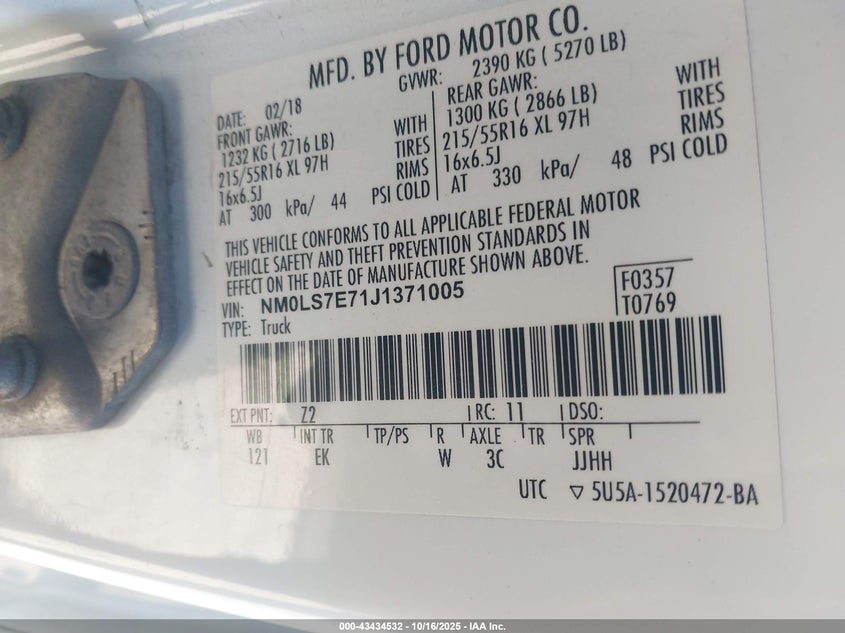 MFD. BY FORD MOTOR CO.
DATE: 02/18 GVWR: 2390 KG ( 5270 LB)
FRONT GAWR: REAR GAWR:
1232 KG ( 2716 LB) WITH 1300 KG ( 2866 LB) WITH
215/55R16 XL 97H TIRES 215/55R16 XL 97H TIRES
16x6.5J RIMS 16x6.5J RIMS
AT 300 kPa/ 44 PSI COLD AT 330 kPa/ 48 PSI COLD
THIS VEHICLE CONFORMS TO ALL APPLICABLE FEDERAL MOTOR
VEHICLE SAFETY AND THEFT PREVENTION STANDARDS IN
EFFECT ON THE DATE OF MANUFACTURE SHOWN ABOVE.
VIN: NM0LS7E71J1371005 F0357
TYPE: Truck T0769
EXT PNT: Z2 RC: 11 DSO:
WB INT TR TP/PS R AXLE TR SPR
121 EK W 3C JJHH
UTC ▽ 5U5A-1520472-BA
000-43434532 - 10/16/2025 - IAA Inc.